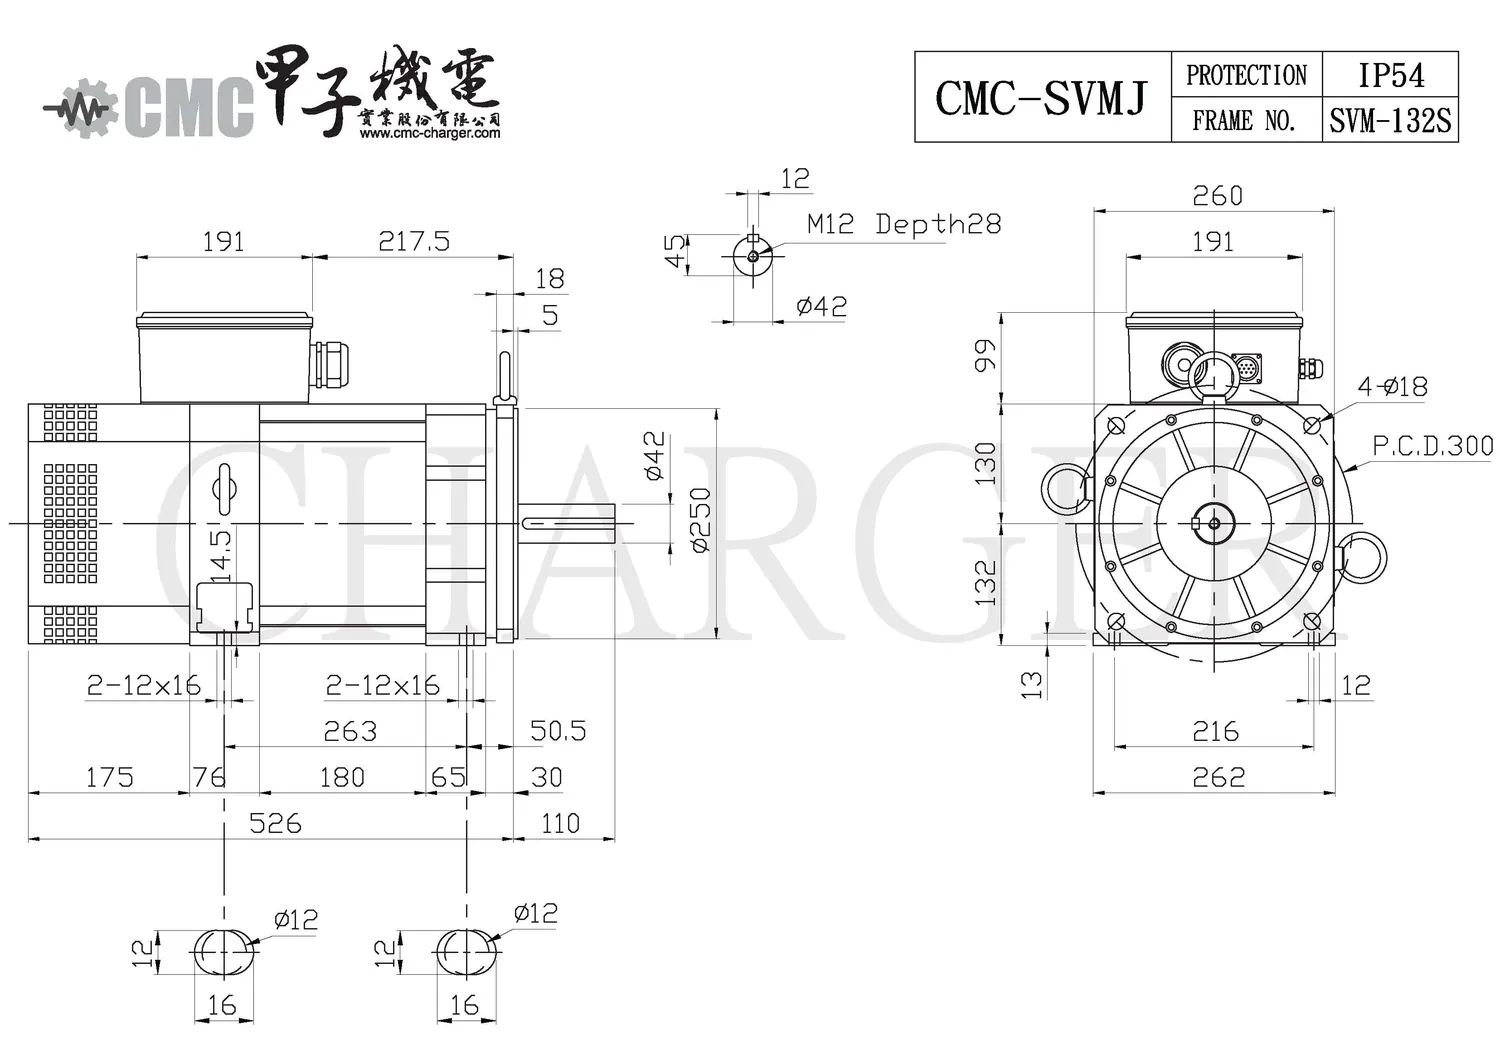 CMC 甲子機電
實業股份有限公司
www.cmc-charger.com
CMC-SVMJ
PROTECTION IP54
FRAME NO. SVM-132S
191
217.5
18
5
12
M12 Depth28
45
ø42
260
191
99
4-ø18
P.C.D.300
130
132
13
12
216
262
ø42
ø250
14.5
CHARGER
2-12x16
2-12x16
263
50.5
175
76
180
65
30
526
110
ø12
12
16
ø12
12
16